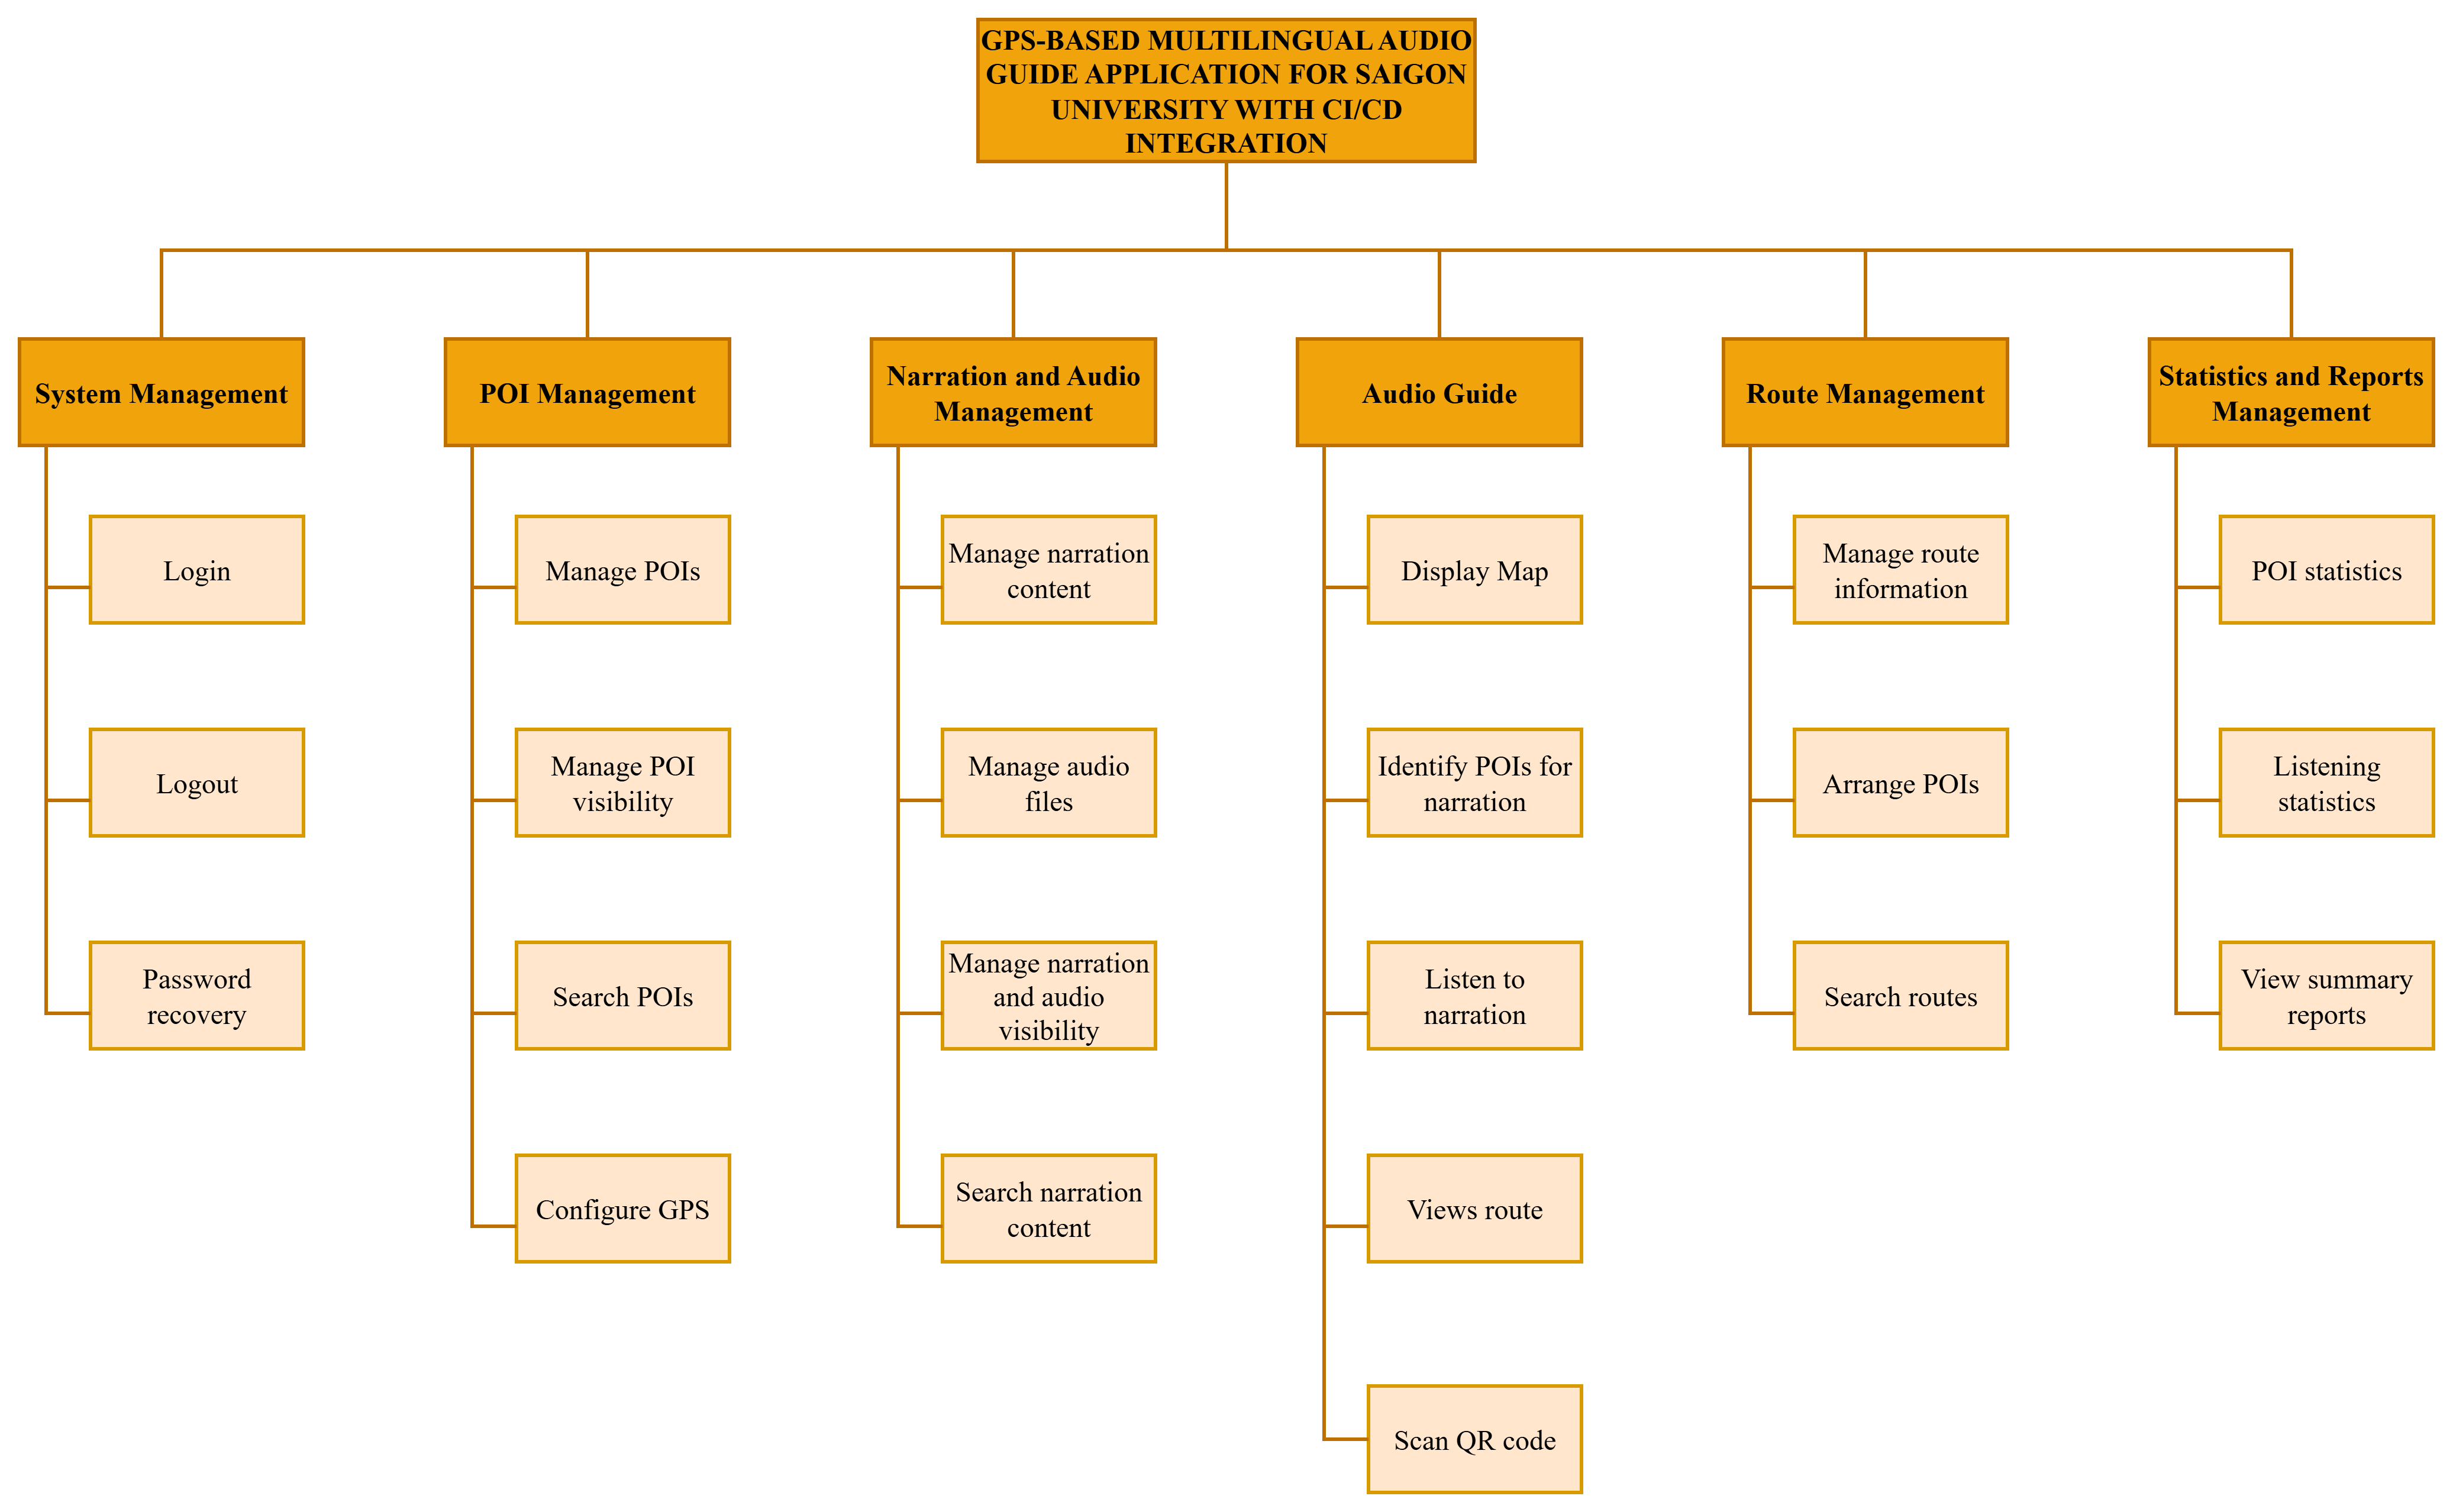 GPS-BASED MULTILINGUAL AUDIO
GUIDE APPLICATION FOR SAIGON
UNIVERSITY WITH CI/CD
INTEGRATION
System Management
Login
Logout
Password
recovery
POI Management
Manage POIs
Manage POI
visibility
Search POIs
Configure GPS
Narration and Audio
Management
Manage narration
content
Manage audio
files
Manage narration
and audio
visibility
Search narration
content
Audio Guide
Display Map
Identify POIs for
narration
Listen to
narration
Views route
Scan QR code
Route Management
Manage route
information
Arrange POIs
Search routes
Statistics and Reports
Management
POI statistics
Listening
statistics
View summary
reports